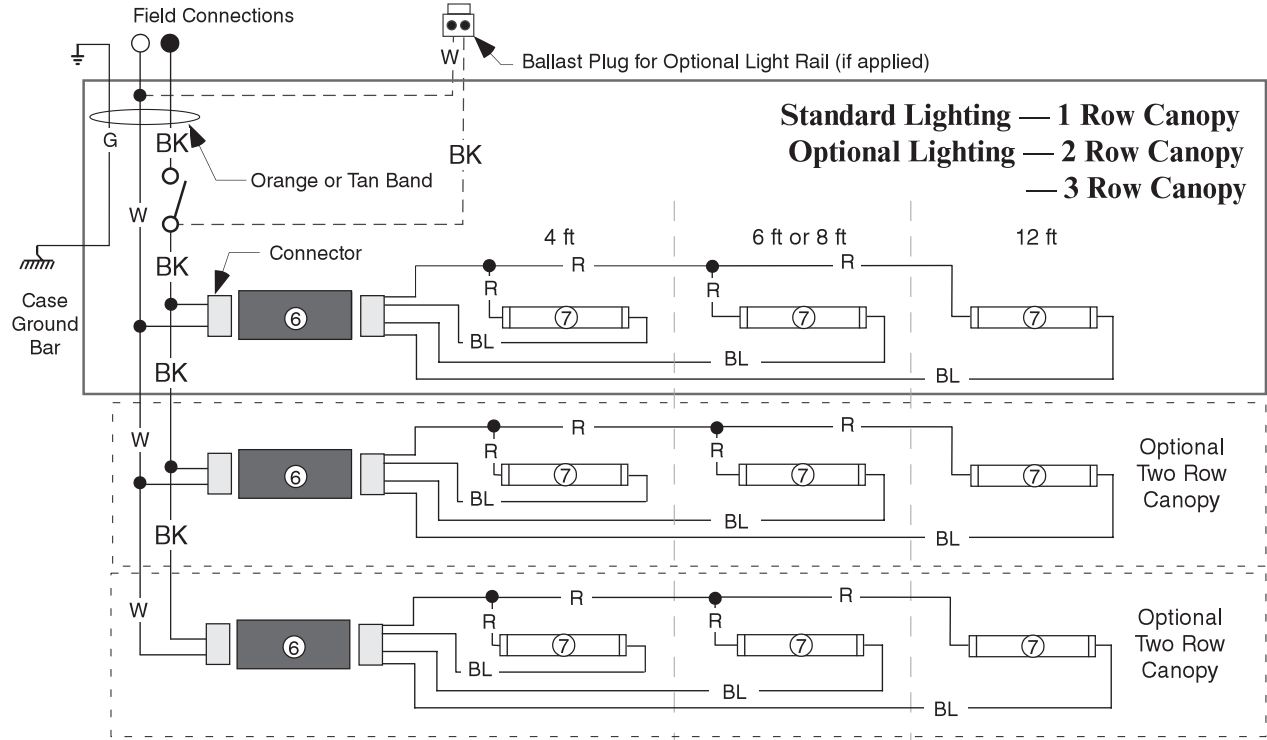 Field Connections
W
Ballast Plug for Optional Light Rail (if applied)
Standard Lighting — 1 Row Canopy
Optional Lighting — 2 Row Canopy
— 3 Row Canopy
G
BK
BK
Orange or Tan Band
W
4 ft
6 ft or 8 ft
12 ft
BK
Connector
R
R
R
R
Case
Ground
Bar
6
7
7
7
BL
BL
BL
BK
W
R
R
R
R
Optional
Two Row
Canopy
6
7
7
7
BL
BL
BL
BK
W
R
R
R
R
Optional
Two Row
Canopy
6
7
7
7
BL
BL
BL